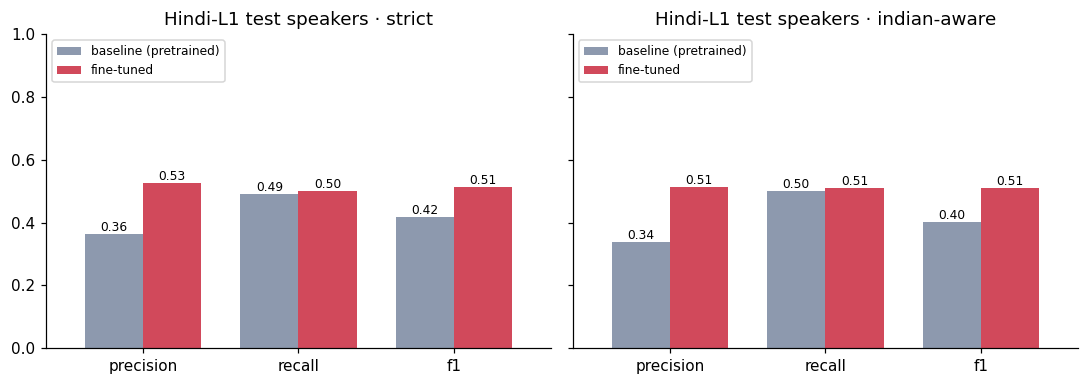 Hindi-L1 test speakers · strict
baseline (pretrained)
fine-tuned
1.0
0.8
0.6
0.4
0.2
0.0
0.36
0.53
0.49
0.50
0.42
0.51
precision
recall
f1
Hindi-L1 test speakers · indian-aware
baseline (pretrained)
fine-tuned
0.34
0.51
0.50
0.51
0.40
0.51
precision
recall
f1